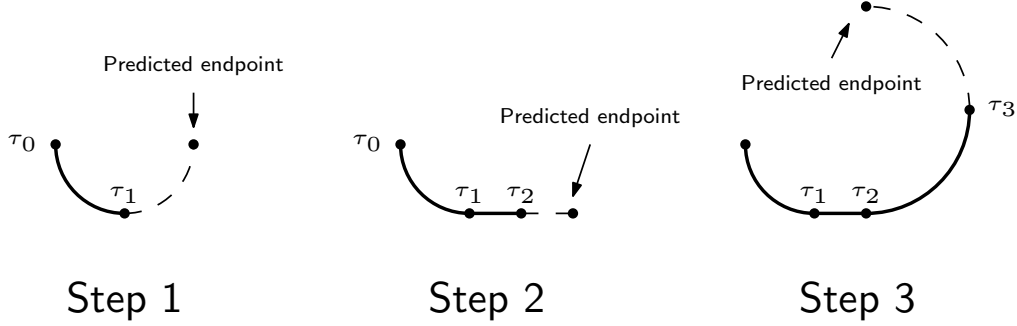 Predicted endpoint
τ₀
τ₁
Step 1
Predicted endpoint
τ₀
τ₁ τ₂
Step 2
Predicted endpoint
τ₃
τ₁ τ₂
Step 3